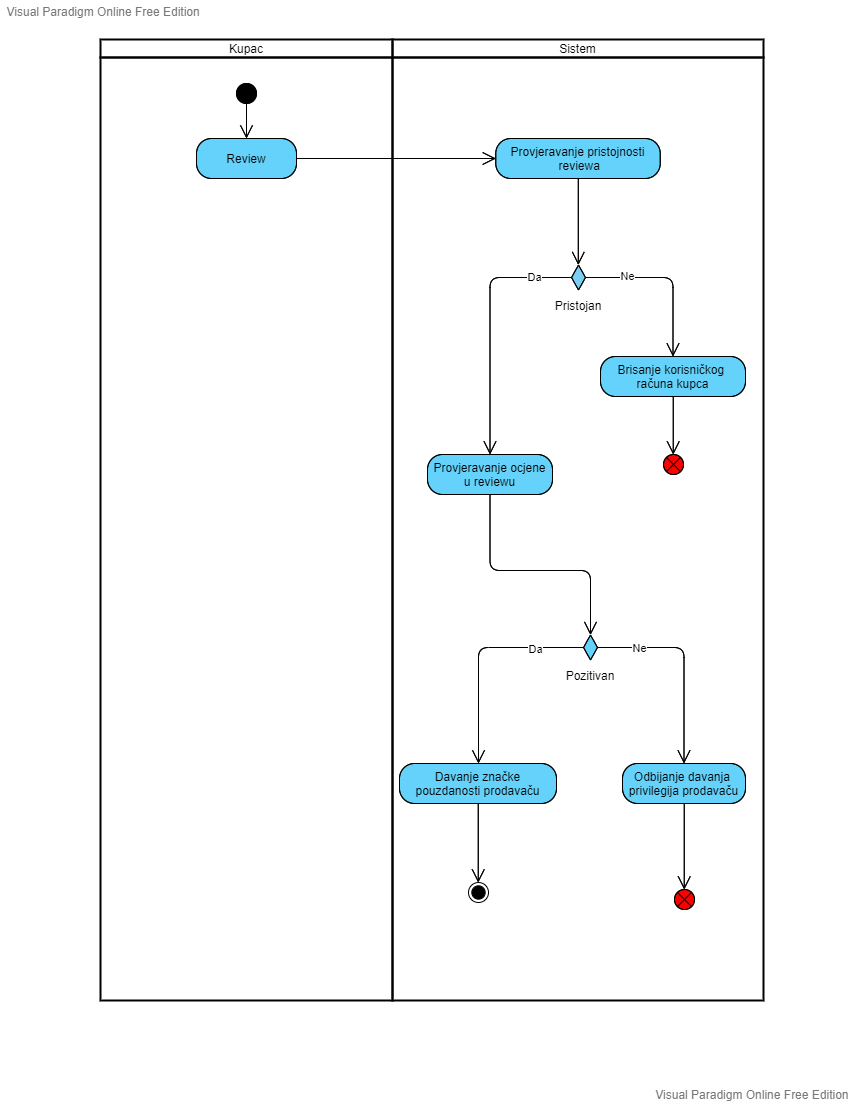 Visual Paradigm Online Free Edition
Kupac
Sistem
Review
Provjeravanje pristojnosti
reviewa
Da
Ne
Pristojan
Brisanje korisničkog
računa kupca
Provjeravanje ocjene
u reviewu
Da
Ne
Pozitivan
Davanje značke
pouzdanosti prodavaču
Odbijanje davanja
privilegija prodavaču
Visual Paradigm Online Free Edition